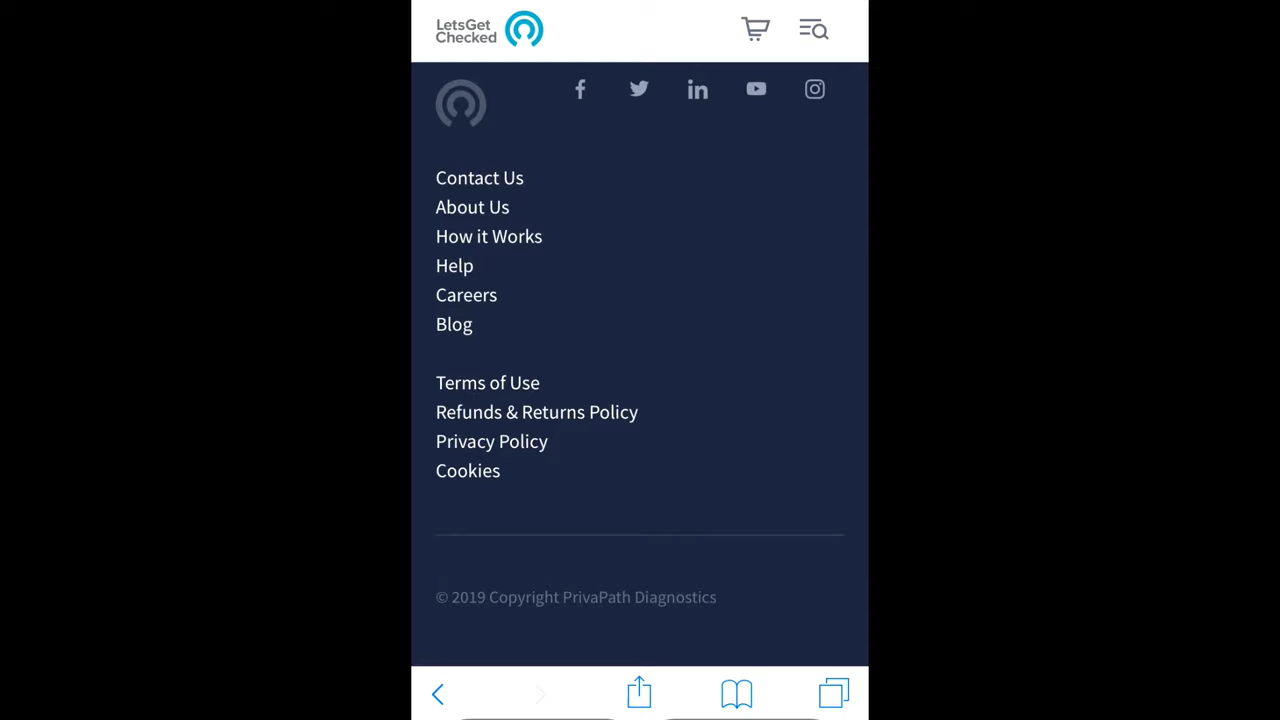 LetsGet
Checked
Contact Us
About Us
How it Works
Help
Careers
Blog
Terms of Use
Refunds & Returns Policy
Privacy Policy
Cookies
© 2019 Copyright PrivaPath Diagnostics